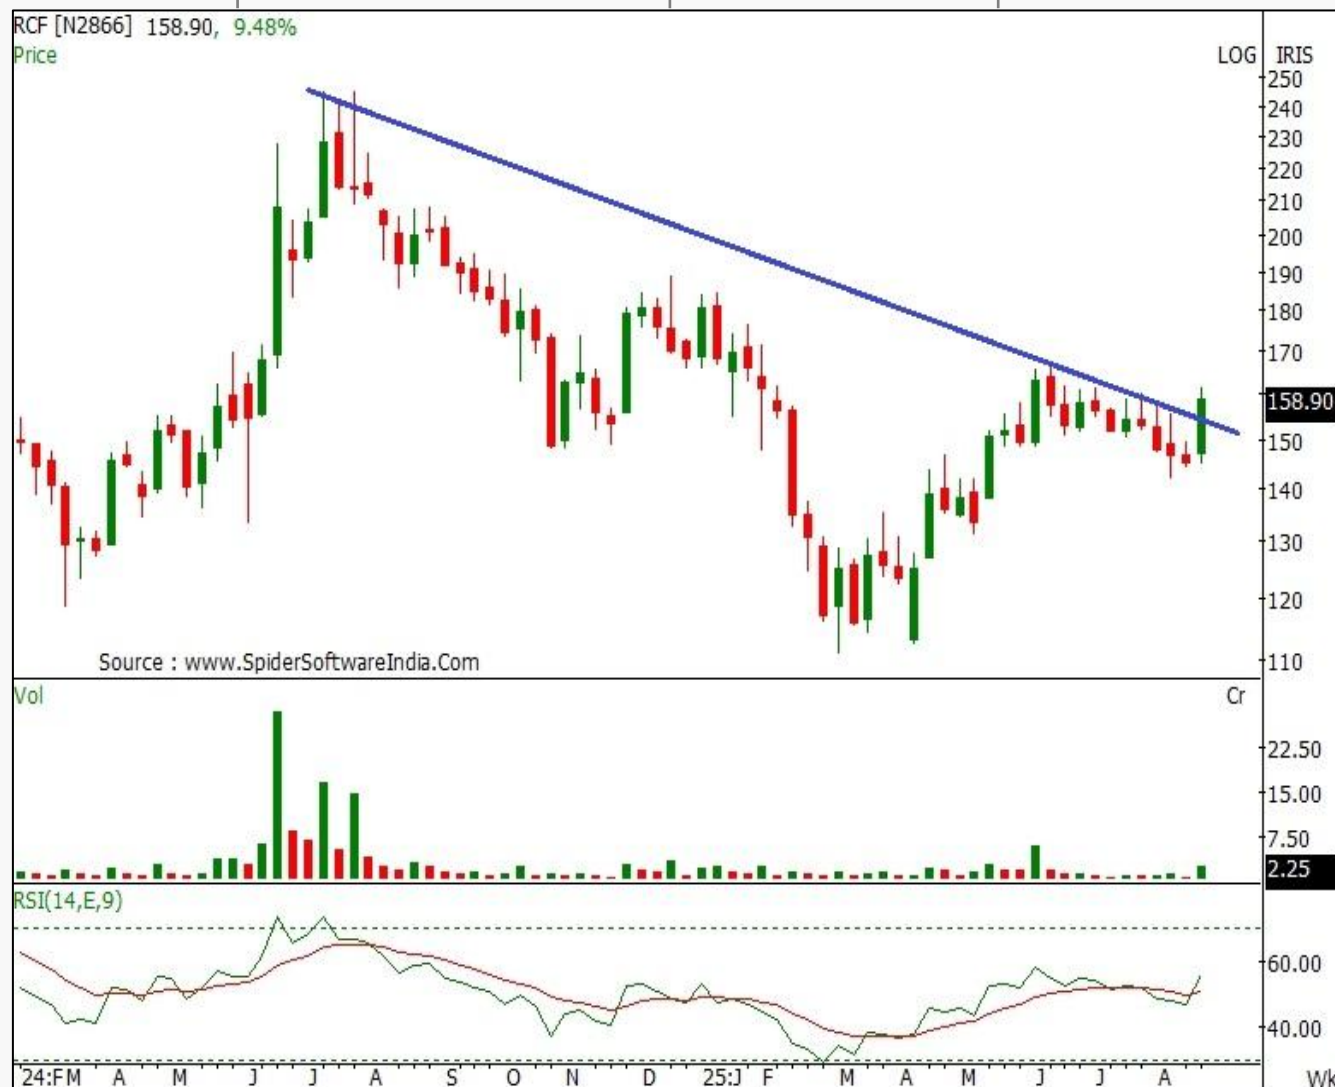 RCF [N2866] 158.90, 9.48%
Price
LOG IRIS
250
240
230
220
210
200
190
180
170
158.90
150
140
130
120
110
Source : www.SpiderSoftwareIndia.Com
Vol
Cr
22.50
15.00
7.50
2.25
RSI(14,E,9)
60.00
40.00
24:FM A M J J A S O N D 25:J F M A M J J A Wk